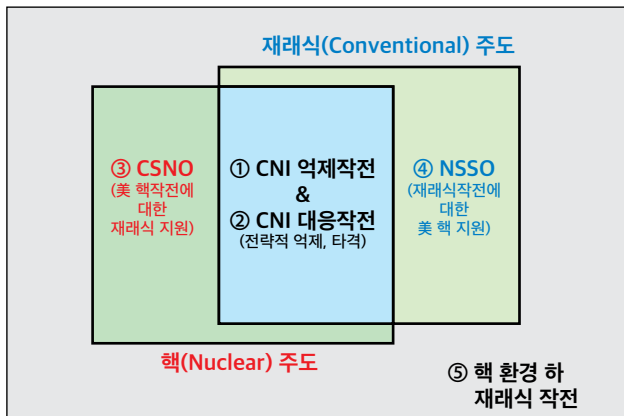 재래식(Conventional) 주도
③ CSNO
(美 핵작전에
대한
재래식 지원)
① CNI 억제작전
&
② CNI 대응작전
(전략적 억제, 타격)
④ NSSO
(재래식작전에
대한
美 핵 지원)
핵(Nuclear) 주도
⑤ 핵 환경 하
재래식 작전